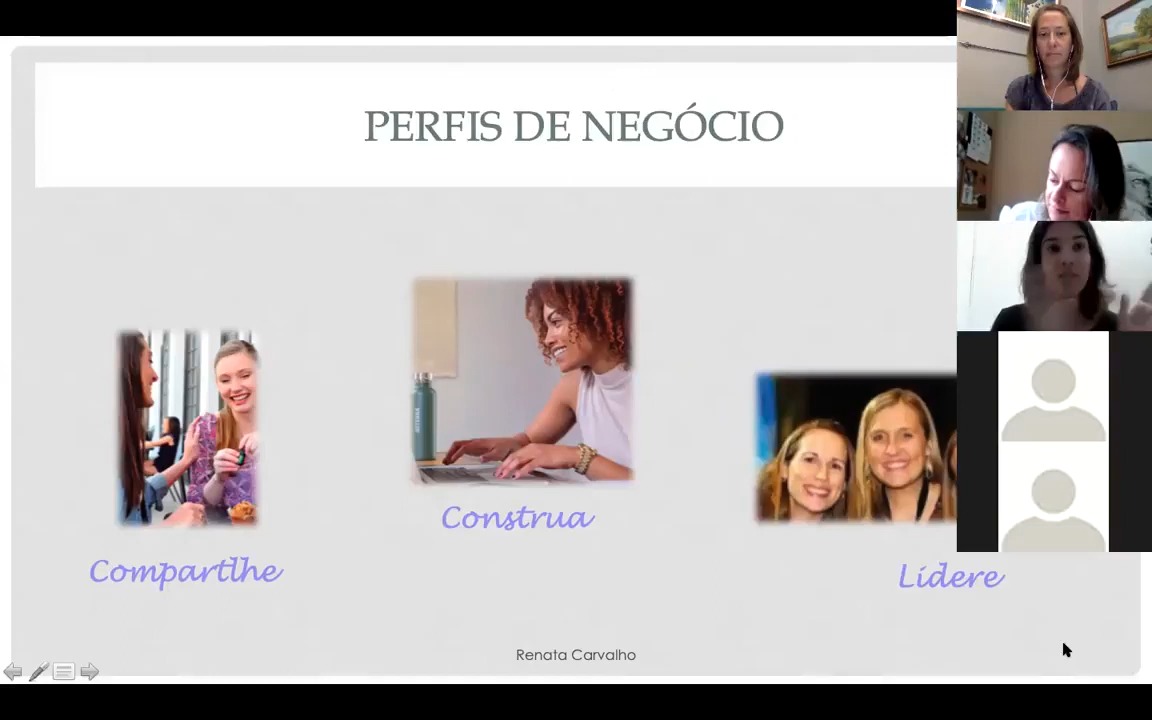 PERFIS DE NEGÓCIO
Construa
Compartlhe
Lídere
Renata Carvalho